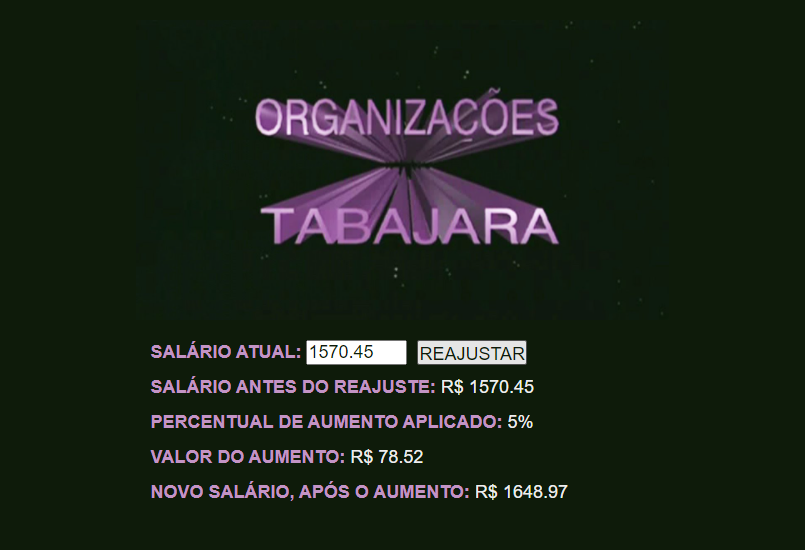 ORGANIZAÇÕES
TABAJARA
SALÁRIO ATUAL: 1570.45 REAJUSTAR
SALÁRIO ANTES DO REAJUSTE: R$ 1570.45
PERCENTUAL DE AUMENTO APLICADO: 5%
VALOR DO AUMENTO: R$ 78.52
NOVO SALÁRIO, APÓS O AUMENTO: R$ 1648.97